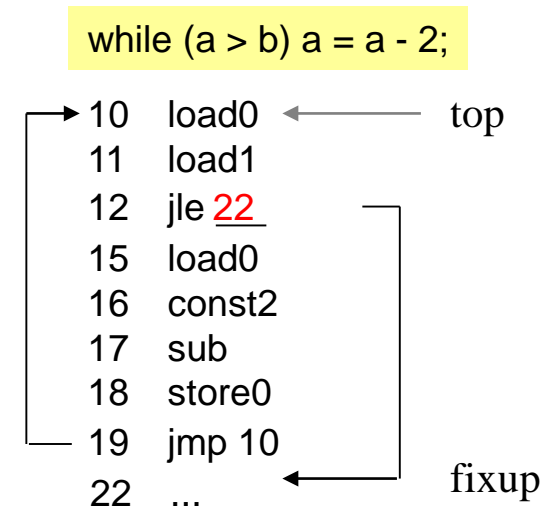 while (a > b) a = a - 2;
10 load0 top
11 load1
12 jle 22
15 load0
16 const2
17 sub
18 store0
19 jmp 10
22 ... fixup